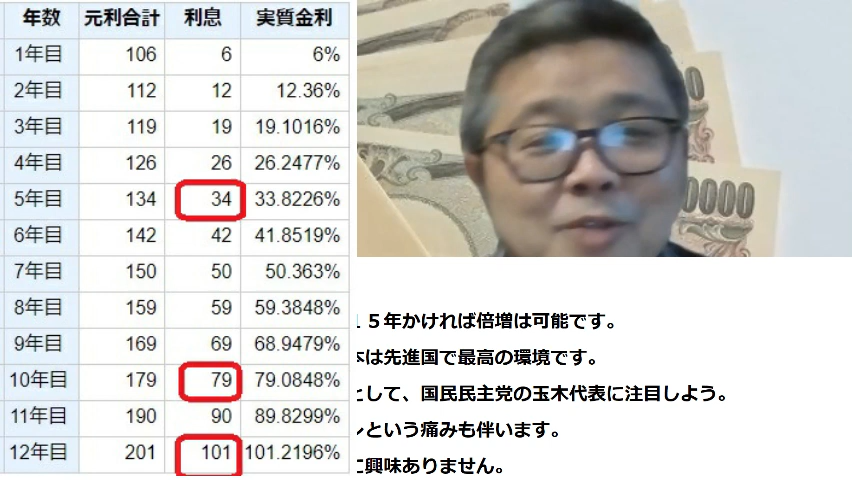 年数 元利合計 利息 実質金利
1年目 106 6 6%
2年目 112 12 12.36%
3年目 119 19 19.1016%
4年目 126 26 26.2477%
5年目 134 34 33.8226%
6年目 142 42 41.8519%
7年目 150 50 50.363%
8年目 159 59 59.3848%
9年目 169 69 68.9479%
10年目 179 79 79.0848%
11年目 190 90 89.8299%
12年目 201 101 101.2196%
0000
５年かければ倍増は可能です。
は先進国で最高の環境です。
として、国民民主党の玉木代表に注目しよう。
という痛みも伴います。
に興味ありません。